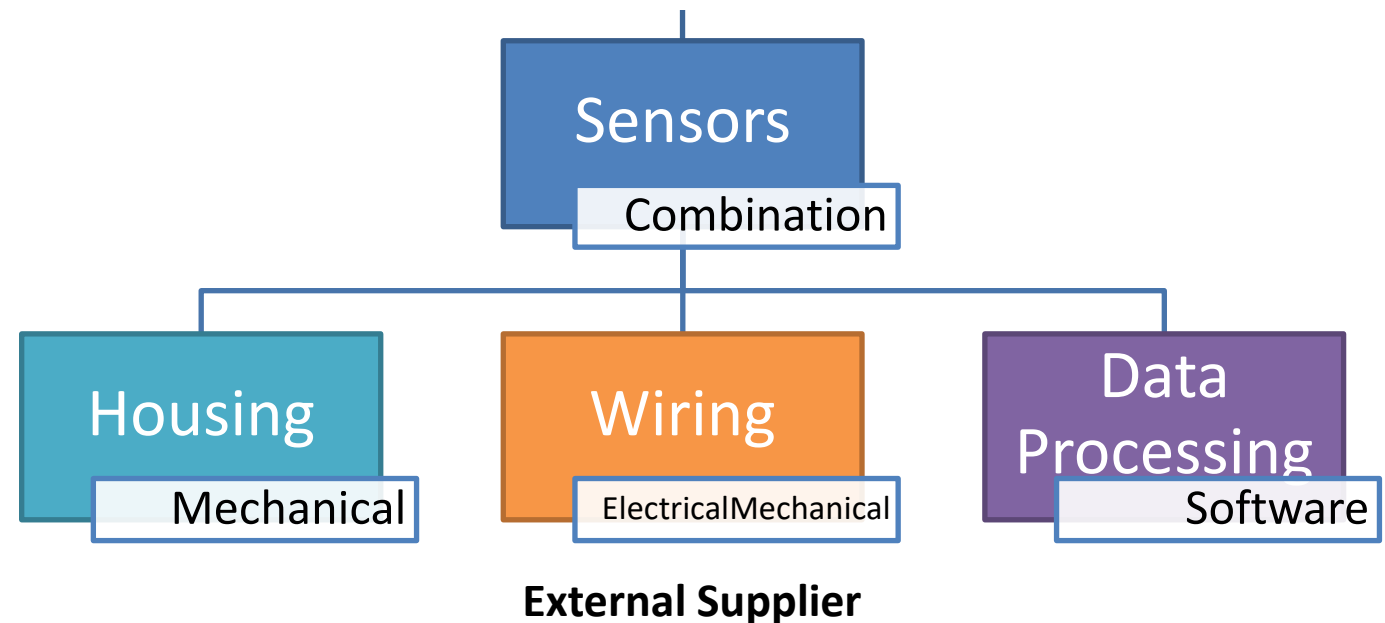 Sensors
Combination
Housing
Mechanical
Wiring
ElectricalMechanical
Data
Processing
Software
External Supplier